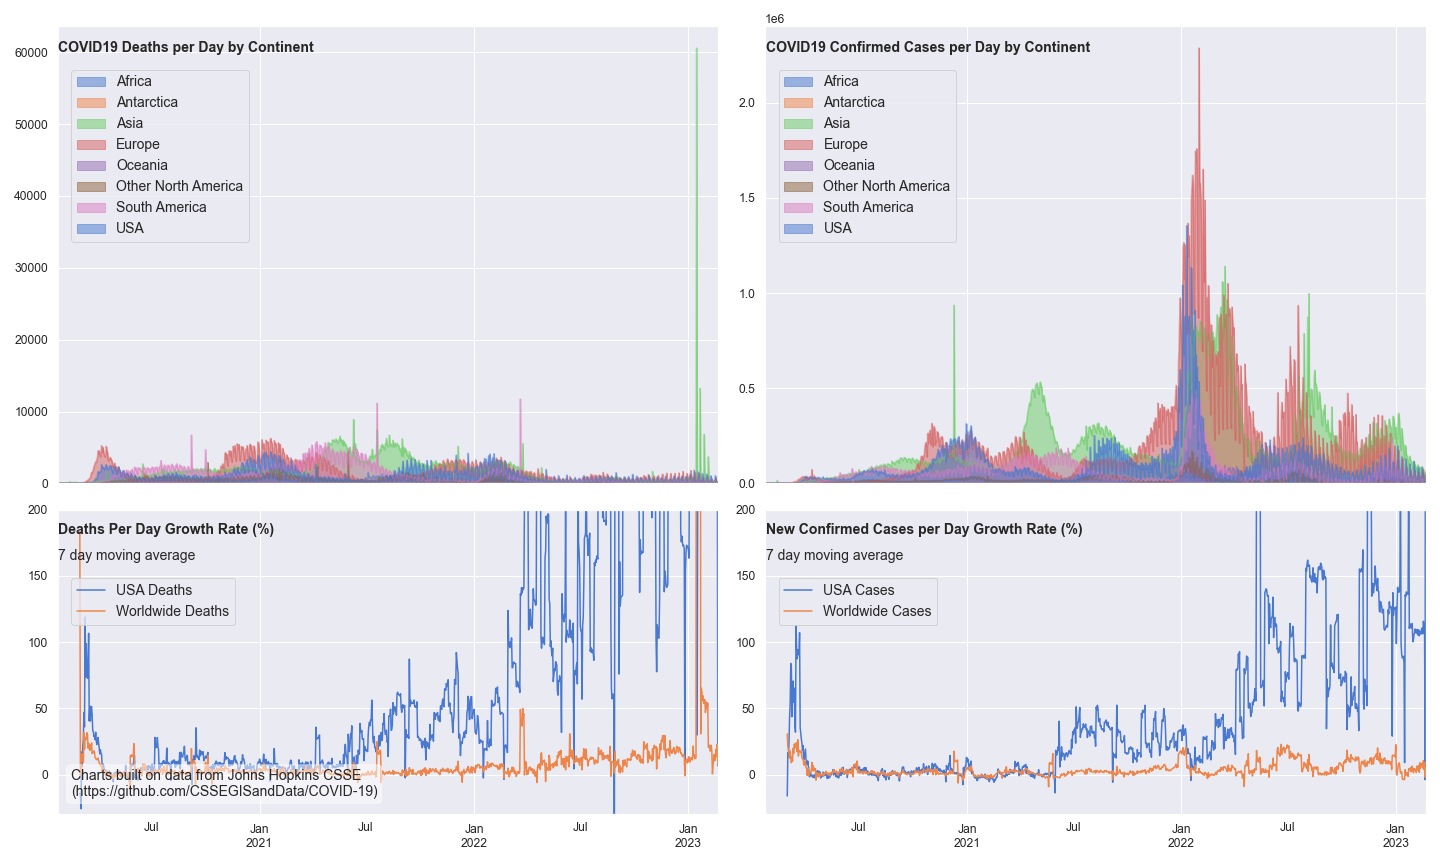 COVID19 Deaths per Day by Continent
60000
50000
40000
30000
20000
10000
0
Africa
Antarctica
Asia
Europe
Oceania
Other North America
South America
USA
1e6
COVID19 Confirmed Cases per Day by Continent
2.0
1.5
1.0
0.5
0.0
Africa
Antarctica
Asia
Europe
Oceania
Other North America
South America
USA
Deaths Per Day Growth Rate (%)
7 day moving average
200
150
100
50
0
USA Deaths
Worldwide Deaths
Charts built on data from Johns Hopkins CSSE
(https://github.com/CSSEGISandData/COVID-19)
Jul Jan Jul Jan Jul Jan
2021 2022 2023
New Confirmed Cases per Day Growth Rate (%)
7 day moving average
200
150
100
50
0
USA Cases
Worldwide Cases
Jul Jan Jul Jan Jul Jan
2021 2022 2023